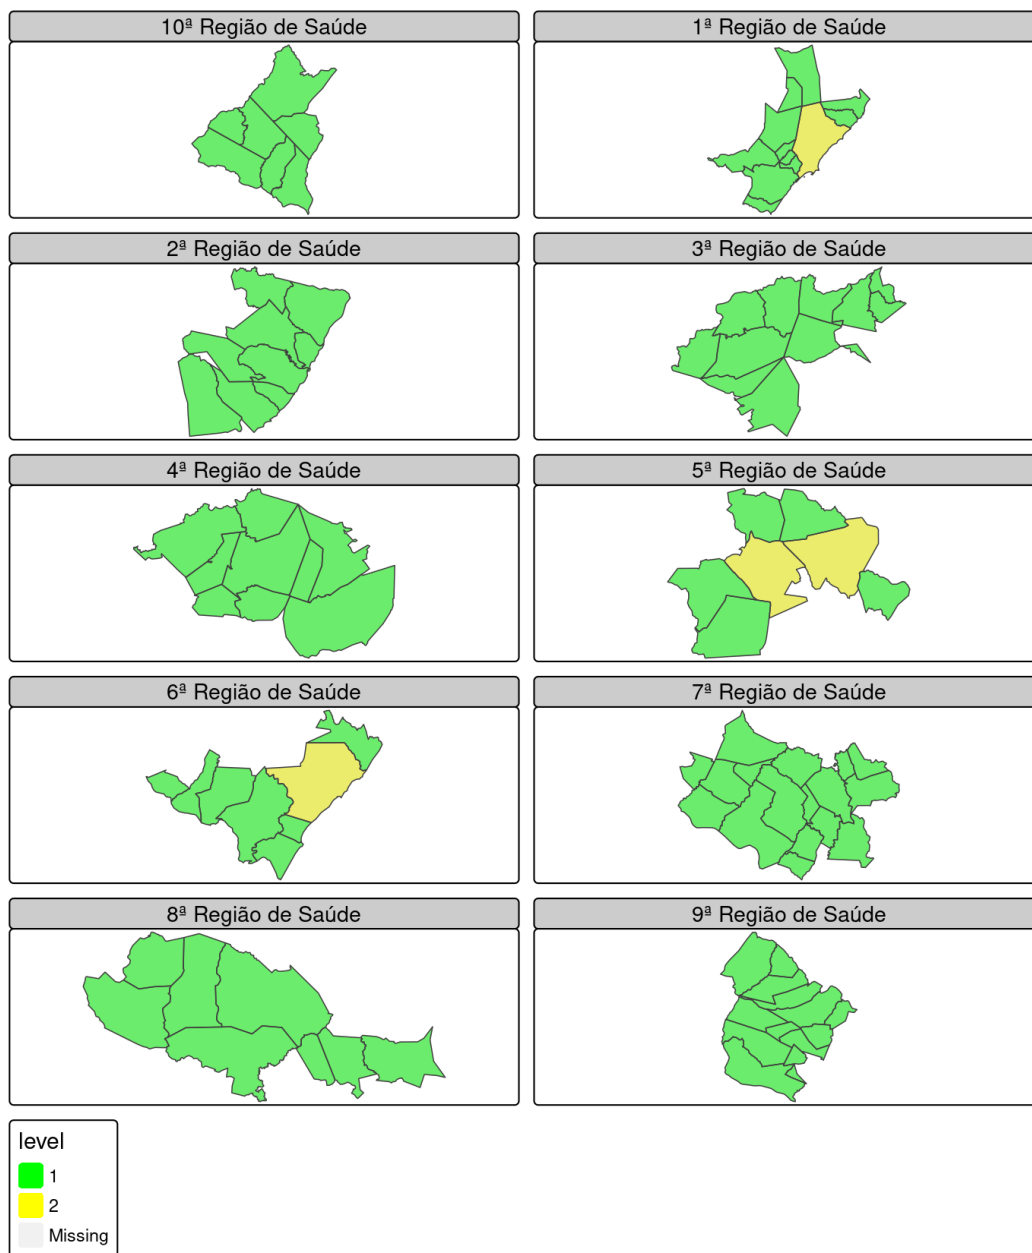 10ª Região de Saúde
1ª Região de Saúde
2ª Região de Saúde
3ª Região de Saúde
4ª Região de Saúde
5ª Região de Saúde
6ª Região de Saúde
7ª Região de Saúde
8ª Região de Saúde
9ª Região de Saúde
level
1
2
Missing